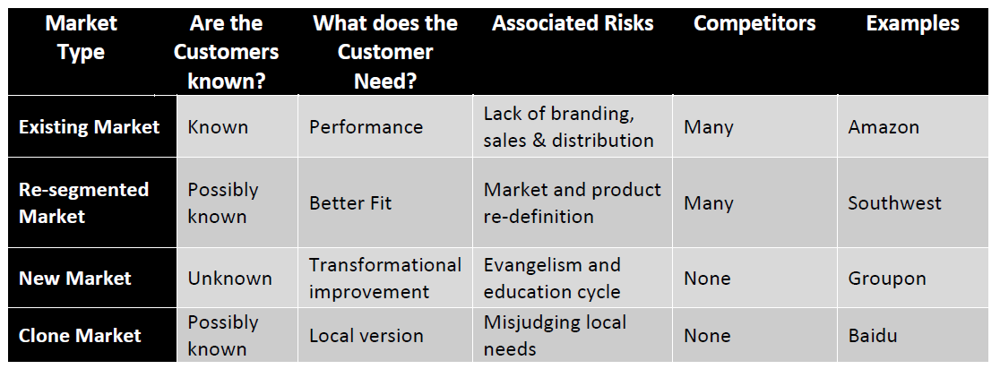 Market Type Are the Customers known? What does the Customer Need? Associated Risks Competitors Examples
Existing Market Known Performance Lack of branding, sales & distribution Many Amazon
Re-segmented Market Possibly known Better Fit Market and product re-definition Many Southwest
New Market Unknown Transformational improvement Evangelism and education cycle None Groupon
Clone Market Possibly known Local version Misjudging local needs None Baidu